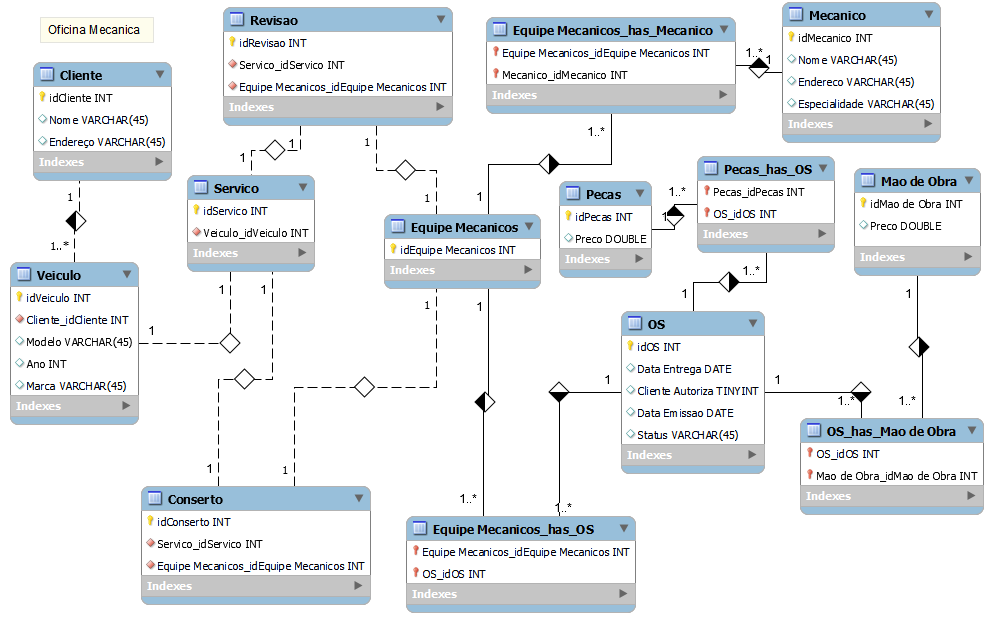 Oficina Mecanica
Cliente
idCliente INT
Nome VARCHAR(45)
Endereço VARCHAR(45)
Indexes
1
1..*
Veiculo
idVeiculo INT
Cliente_idCliente INT
Modelo VARCHAR(45)
Ano INT
Marca VARCHAR(45)
Indexes
1
Revisao
idRevisao INT
Servico_idServico INT
Equipe Mecanicos_idEquipe Mecanicos INT
Indexes
1
1
1
1
Servico
idServico INT
Veiculo_idVeiculo INT
Indexes
1
1
Equipe Mecanicos
idEquipe Mecanicos INT
Indexes
1
1
1
1
1
Conserto
idConserto INT
Servico_idServico INT
Equipe Mecanicos_idEquipe Mecanicos INT
Indexes
Equipe Mecanicos_has_Mecanico
Equipe Mecanicos_idEquipe Mecanicos INT
Mecanico_idMecanico INT
Indexes
1..*
1..*
1
Mecanico
idMecanico INT
Nome VARCHAR(45)
Endereco VARCHAR(45)
Especialidade VARCHAR(45)
Indexes
Pecas
idPecas INT
Preco DOUBLE
Indexes
1
1..*
Pecas_has_OS
Pecas_idPecas INT
OS_idOS INT
Indexes
1..*
1
Mao de Obra
idMao de Obra INT
Preco DOUBLE
Indexes
1
1..*
OS
idOS INT
Data Entrega DATE
Cliente Autoriza TINYINT
Data Emissao DATE
Status VARCHAR(45)
Indexes
1
1
1..*
OS_has_Mao de Obra
OS_idOS INT
Mao de Obra_idMao de Obra INT
Indexes
1..*
1..*
Equipe Mecanicos_has_OS
Equipe Mecanicos_idEquipe Mecanicos INT
OS_idOS INT
Indexes